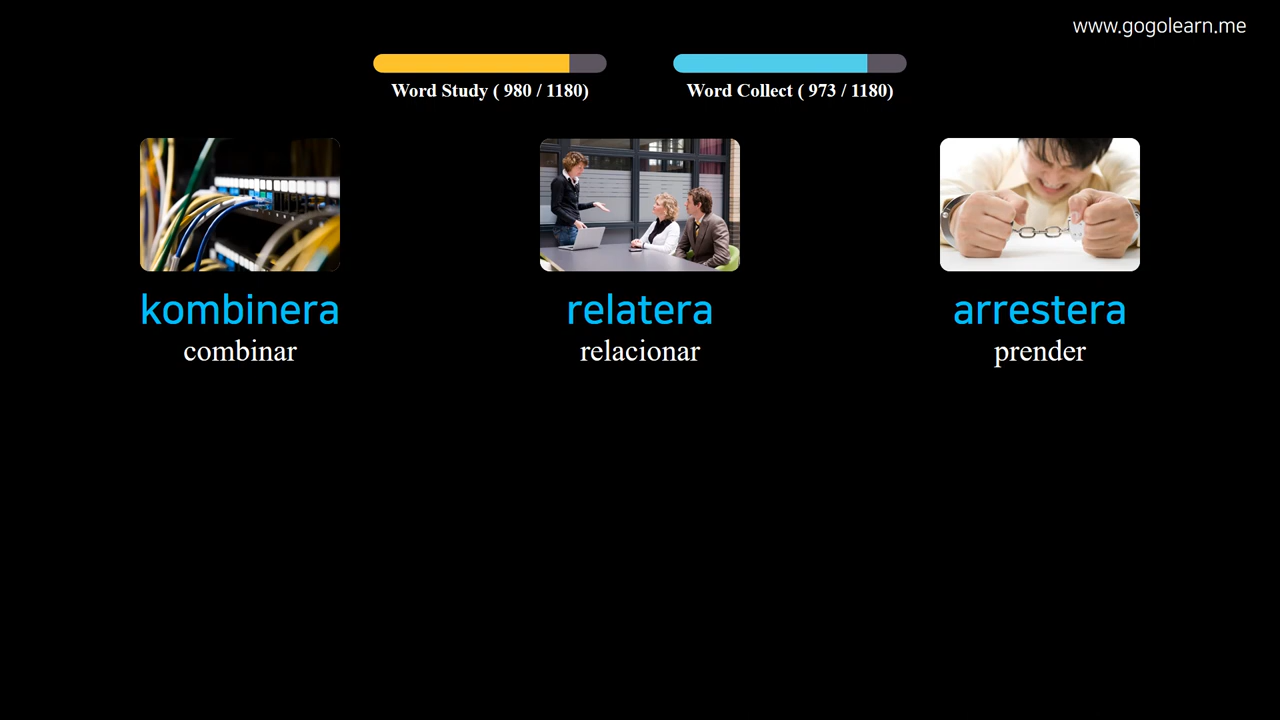 www.gogolearn.me
Word Study ( 980 / 1180)
Word Collect ( 973 / 1180)
kombinera
combinar
relatera
relacionar
arrestera
prender